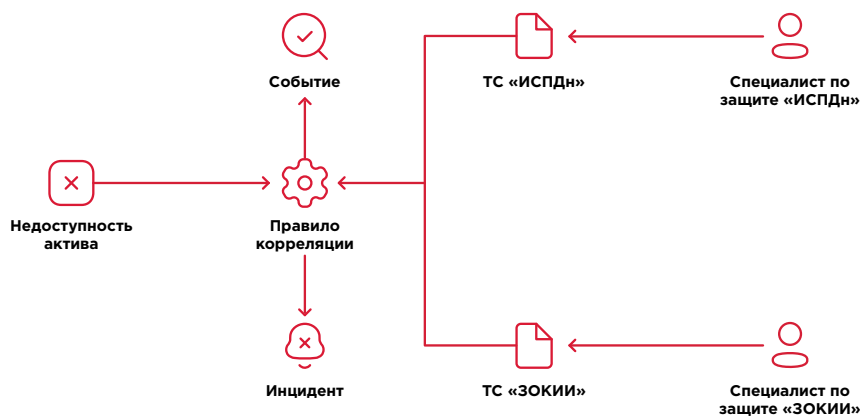 Событие
ТС «ИСПДн»
Специалист по
защите «ИСПДн»
Недоступность
актива
Правило
корреляции
Инцидент
ТС «ЗОКИИ»
Специалист по
защите «ЗОКИИ»